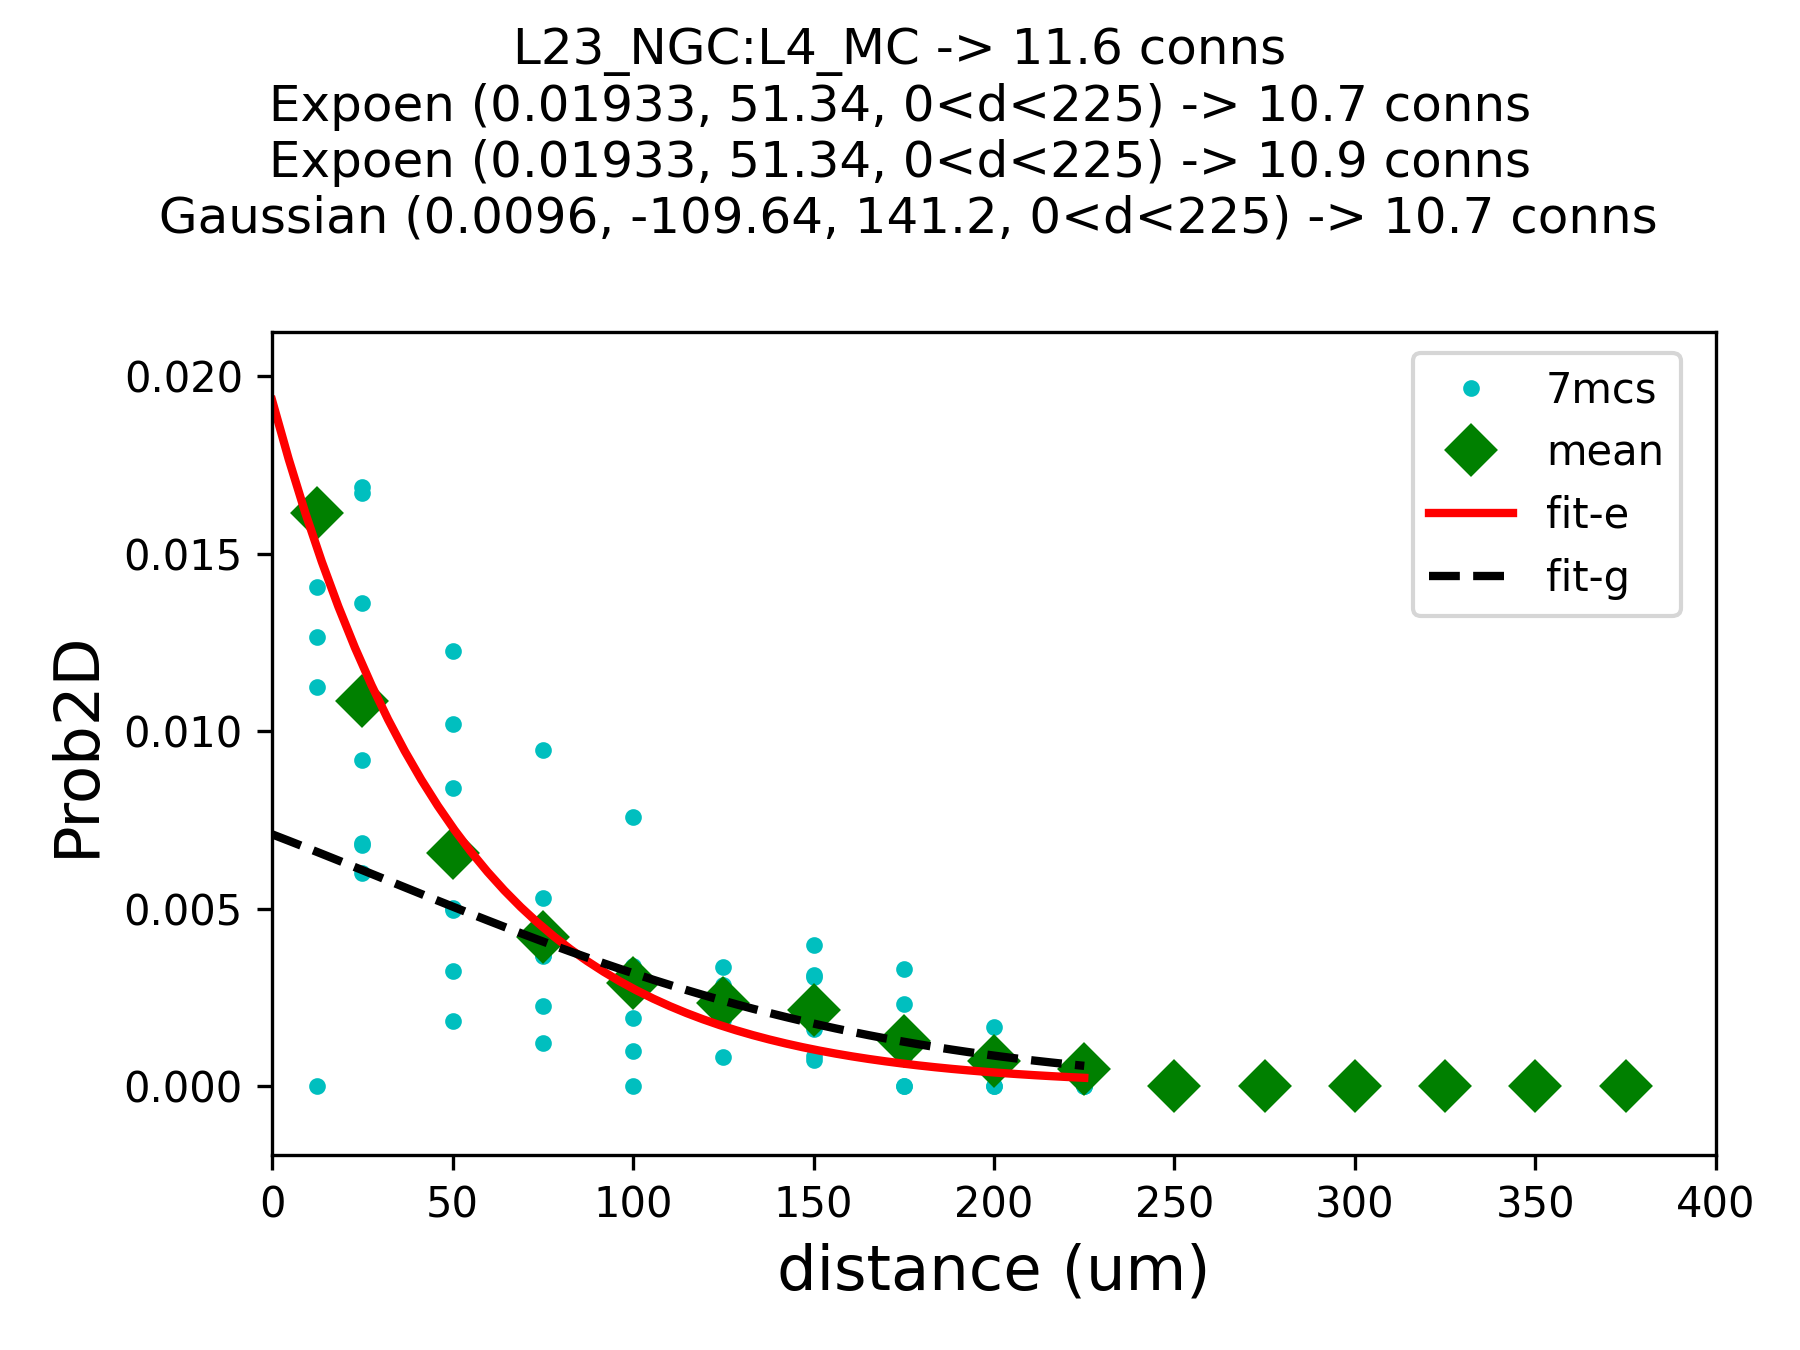 L23_NGC:L4_MC -> 11.6 conns
Expoen (0.01933, 51.34, 0<d<225) -> 10.7 conns
Expoen (0.01933, 51.34, 0<d<225) -> 10.9 conns
Gaussian (0.0096, -109.64, 141.2, 0<d<225) -> 10.7 conns
7mcs
mean
fit-e
fit-g
Prob2D
0.020
0.015
0.010
0.005
0.000
0 50 100 150 200 250 300 350 400
distance (um)